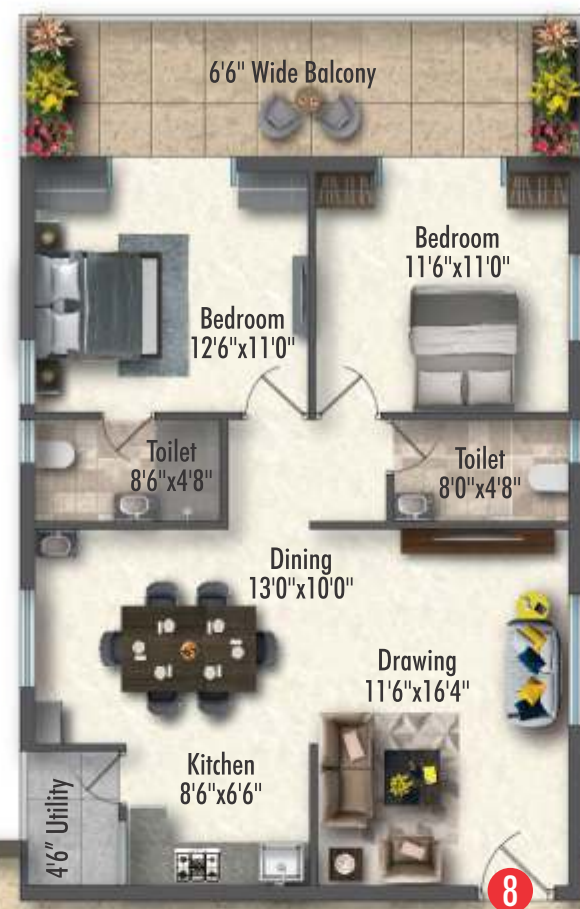 6'6" Wide Balcony
Bedroom
11'6"x11'0"
Bedroom
12'6"x11'0"
Toilet
8'6"x4'8"
Toilet
8'0"x4'8"
Dining
13'0"x10'0"
Drawing
11'6"x16'4"
Kitchen
8'6"x6'6"
4'6” Utility
8